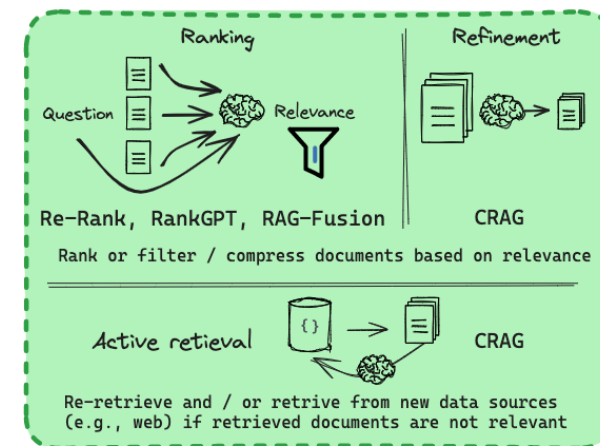 Ranking
Refinement
Question
Relevance
Re-Rank, RankGPT, RAG-Fusion
CRAG
Rank or filter / compress documents based on relevance
{}
Active retieval
CRAG
Re-retrieve and / or retrive from new data sources
(e.g., web) if retrieved documents are not relevant